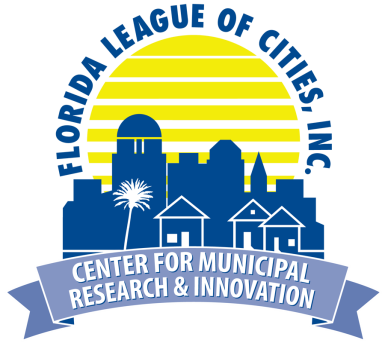 FLORIDA LEAGUE OF CITIES, INC.
CENTER FOR MUNICIPAL
RESEARCH & INNOVATION